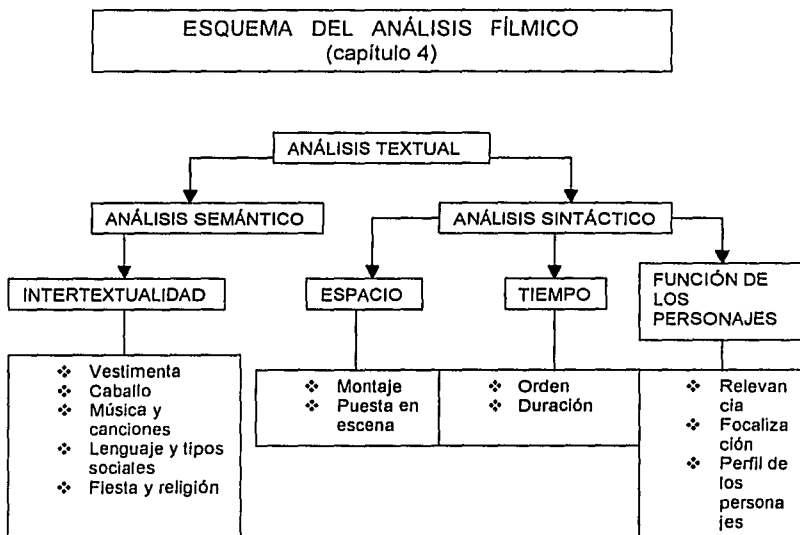 ESQUEMA DEL ANÁLISIS FÍLMICO
(capítulo 4)
ANÁLISIS TEXTUAL
ANÁLISIS SEMÁNTICO
ANÁLISIS SINTÁCTICO
INTERTEXTUALIDAD
ESPACIO
TIEMPO
FUNCIÓN DE
LOS
PERSONAJES
❖ Vestimenta
❖ Caballo
❖ Música y
canciones
❖ Lenguaje y tipos
sociales
❖ Fiesta y religión
❖ Montaje
❖ Puesta en
escena
❖ Orden
❖ Duración
❖ Relevan
cia
❖ Focaliza
ción
❖ Perfil de
los
persona
jes